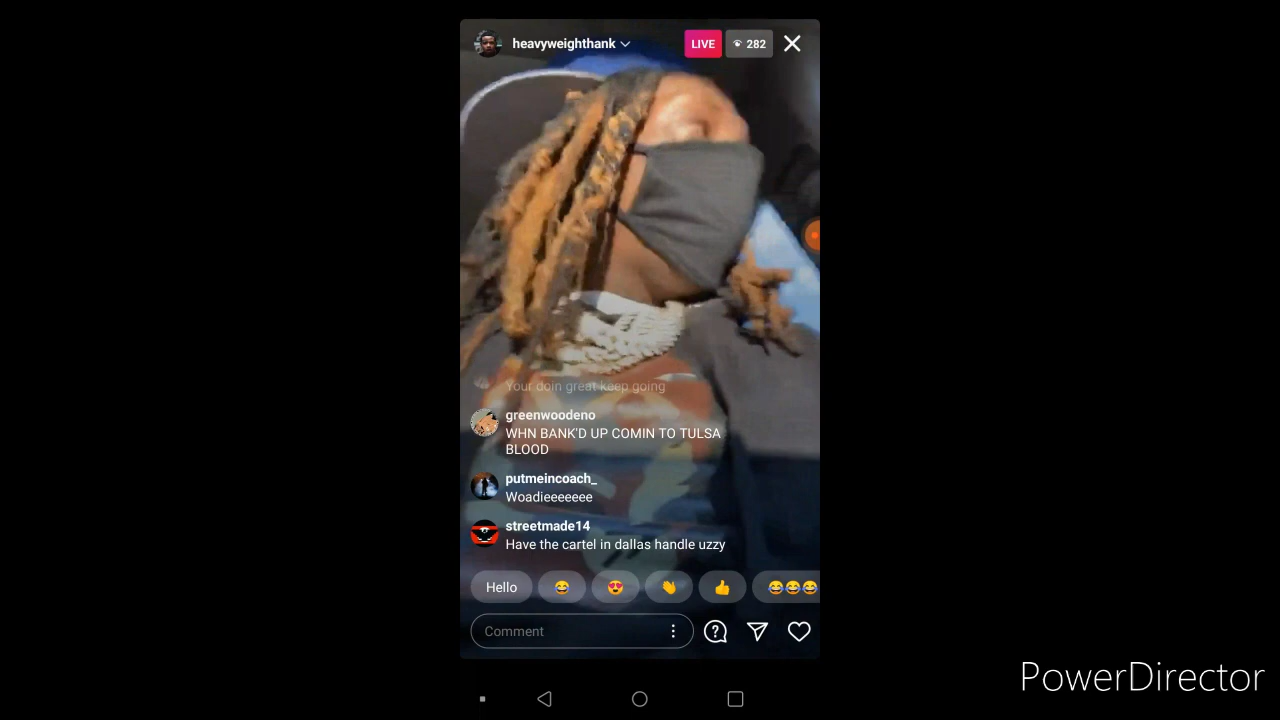 heavyweighthank
LIVE
282
Your doin great keep going
greenwoodeno
WHN BANK'D UP COMIN TO TULSA
BLOOD
putmeincoach_
Woadieeeeeee
streetmade14
Have the cartel in dallas handle uzzy
Hello
Comment
PowerDirector